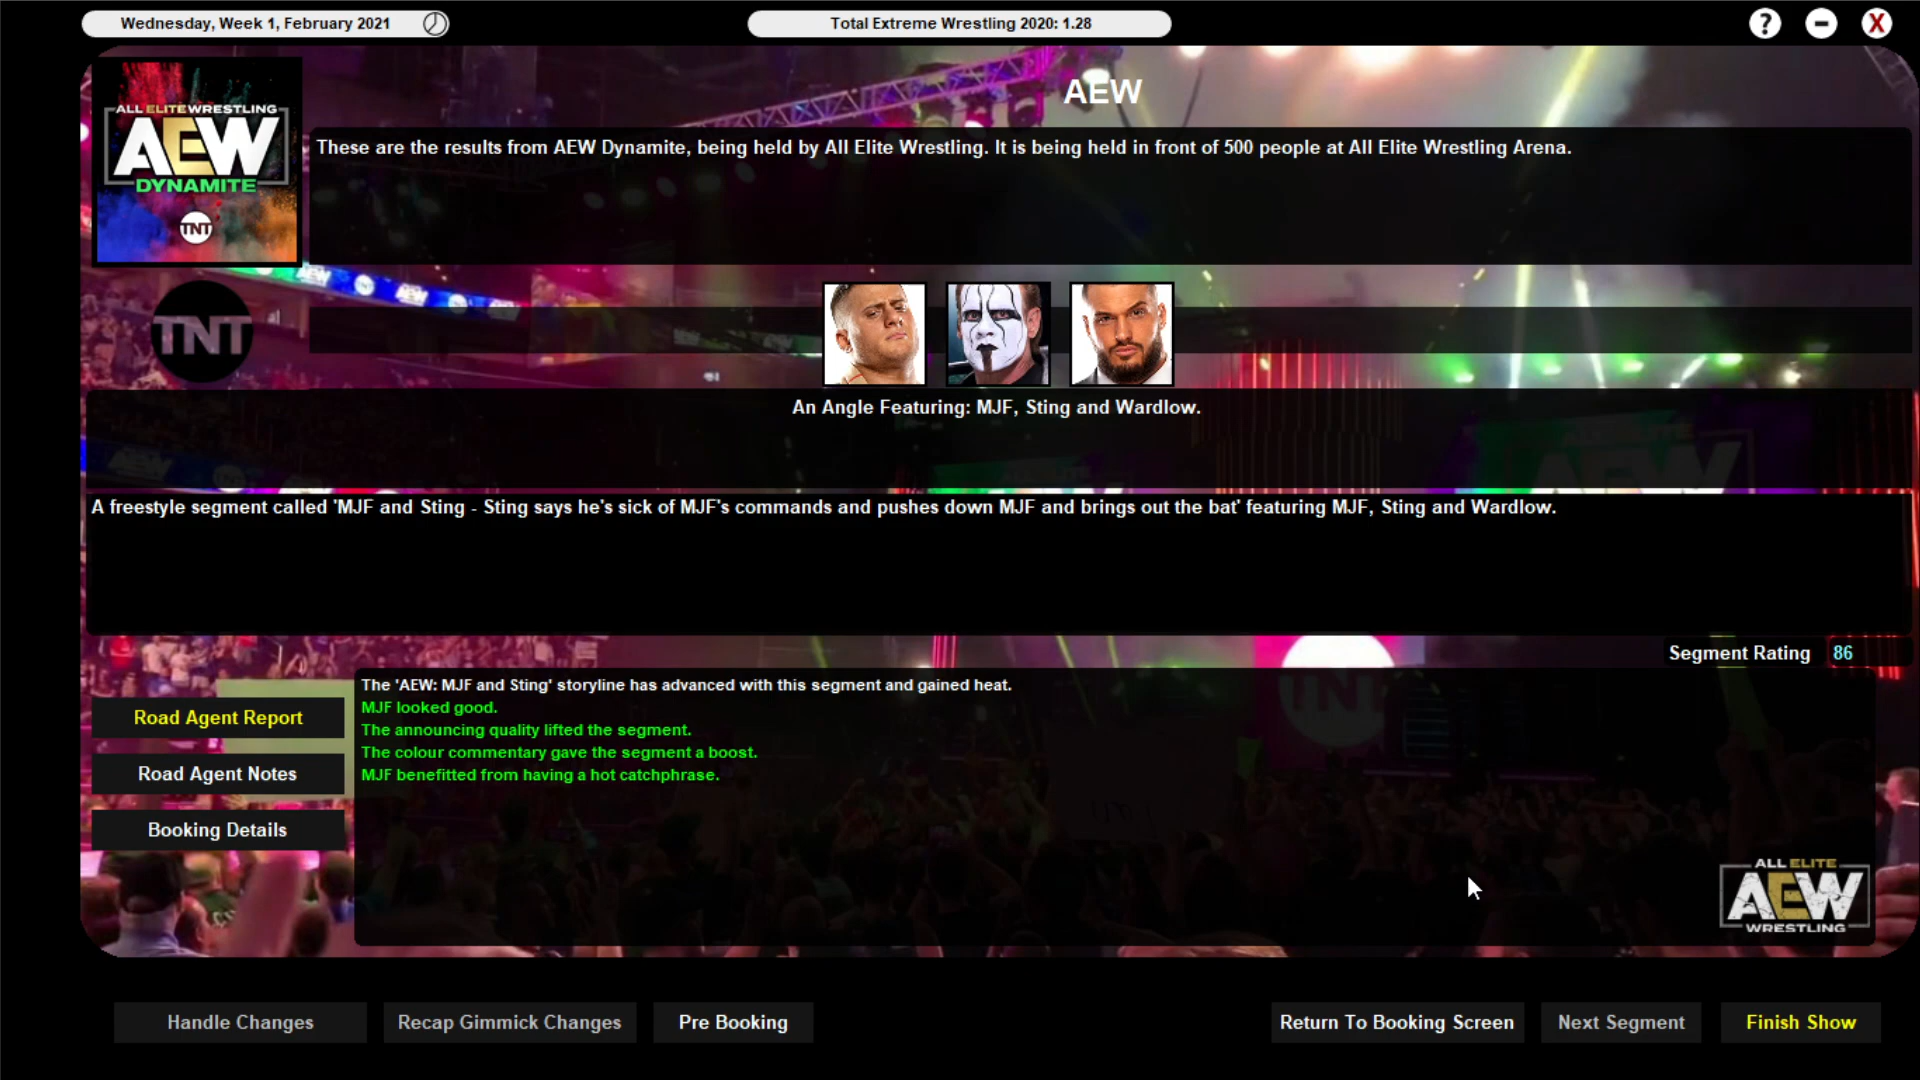 Wednesday, Week 1, February 2021
Total Extreme Wrestling 2020: 1.28
?
X
AEW
ALL ELITE WRESTLING
AEW
DYNAMITE
TNT
These are the results from AEW Dynamite, being held by All Elite Wrestling. It is being held in front of 500 people at All Elite Wrestling Arena.
TNT
An Angle Featuring: MJF, Sting and Wardlow.
A freestyle segment called 'MJF and Sting - Sting says he's sick of MJF's commands and pushes down MJF and brings out the bat' featuring MJF, Sting and Wardlow.
Segment Rating 86
The 'AEW: MJF and Sting' storyline has advanced with this segment and gained heat.
MJF looked good.
The announcing quality lifted the segment.
The colour commentary gave the segment a boost.
MJF benefitted from having a hot catchphrase.
Road Agent Report
Road Agent Notes
Booking Details
ALL ELITE
AEW
WRESTLING
Handle Changes
Recap Gimmick Changes
Pre Booking
Return To Booking Screen
Next Segment
Finish Show